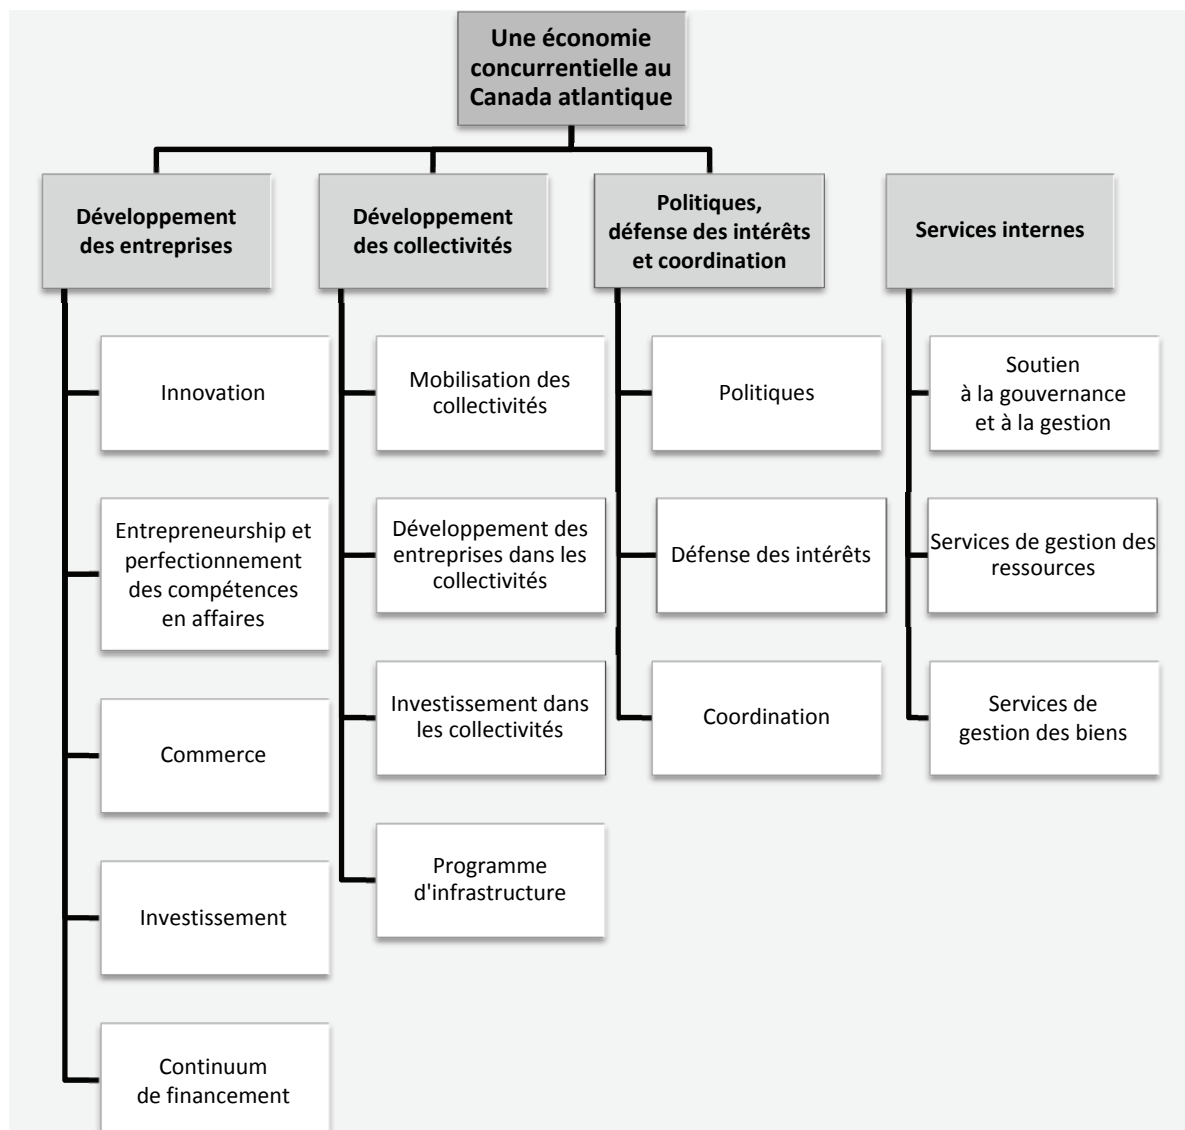 Une économie
concurrentielle au
Canada atlantique
Développement
des entreprises
Développement
des collectivités
Politiques,
défense des intérêts
et coordination
Services internes
Innovation
Entrepreneurship et
perfectionnement
des compétences
en affaires
Commerce
Investissement
Continuum
de financement
Mobilisation des
collectivités
Développement des
entreprises dans les
collectivités
Investissement dans
les collectivités
Programme
d'infrastructure
Politiques
Défense des intérêts
Coordination
Soutien
à la gouvernance
et à la gestion
Services de gestion des
ressources
Services de
gestion des biens